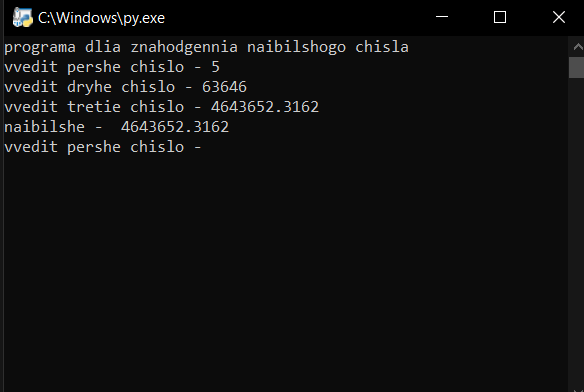 C:\Windows\py.exe
programa dlia znahodgennia naibilshogo chisla
vvedit pershe chislo - 5
vvedit dryhe chislo - 63646
vvedit tretie chislo - 4643652.3162
naibilshe -  4643652.3162
vvedit pershe chislo -